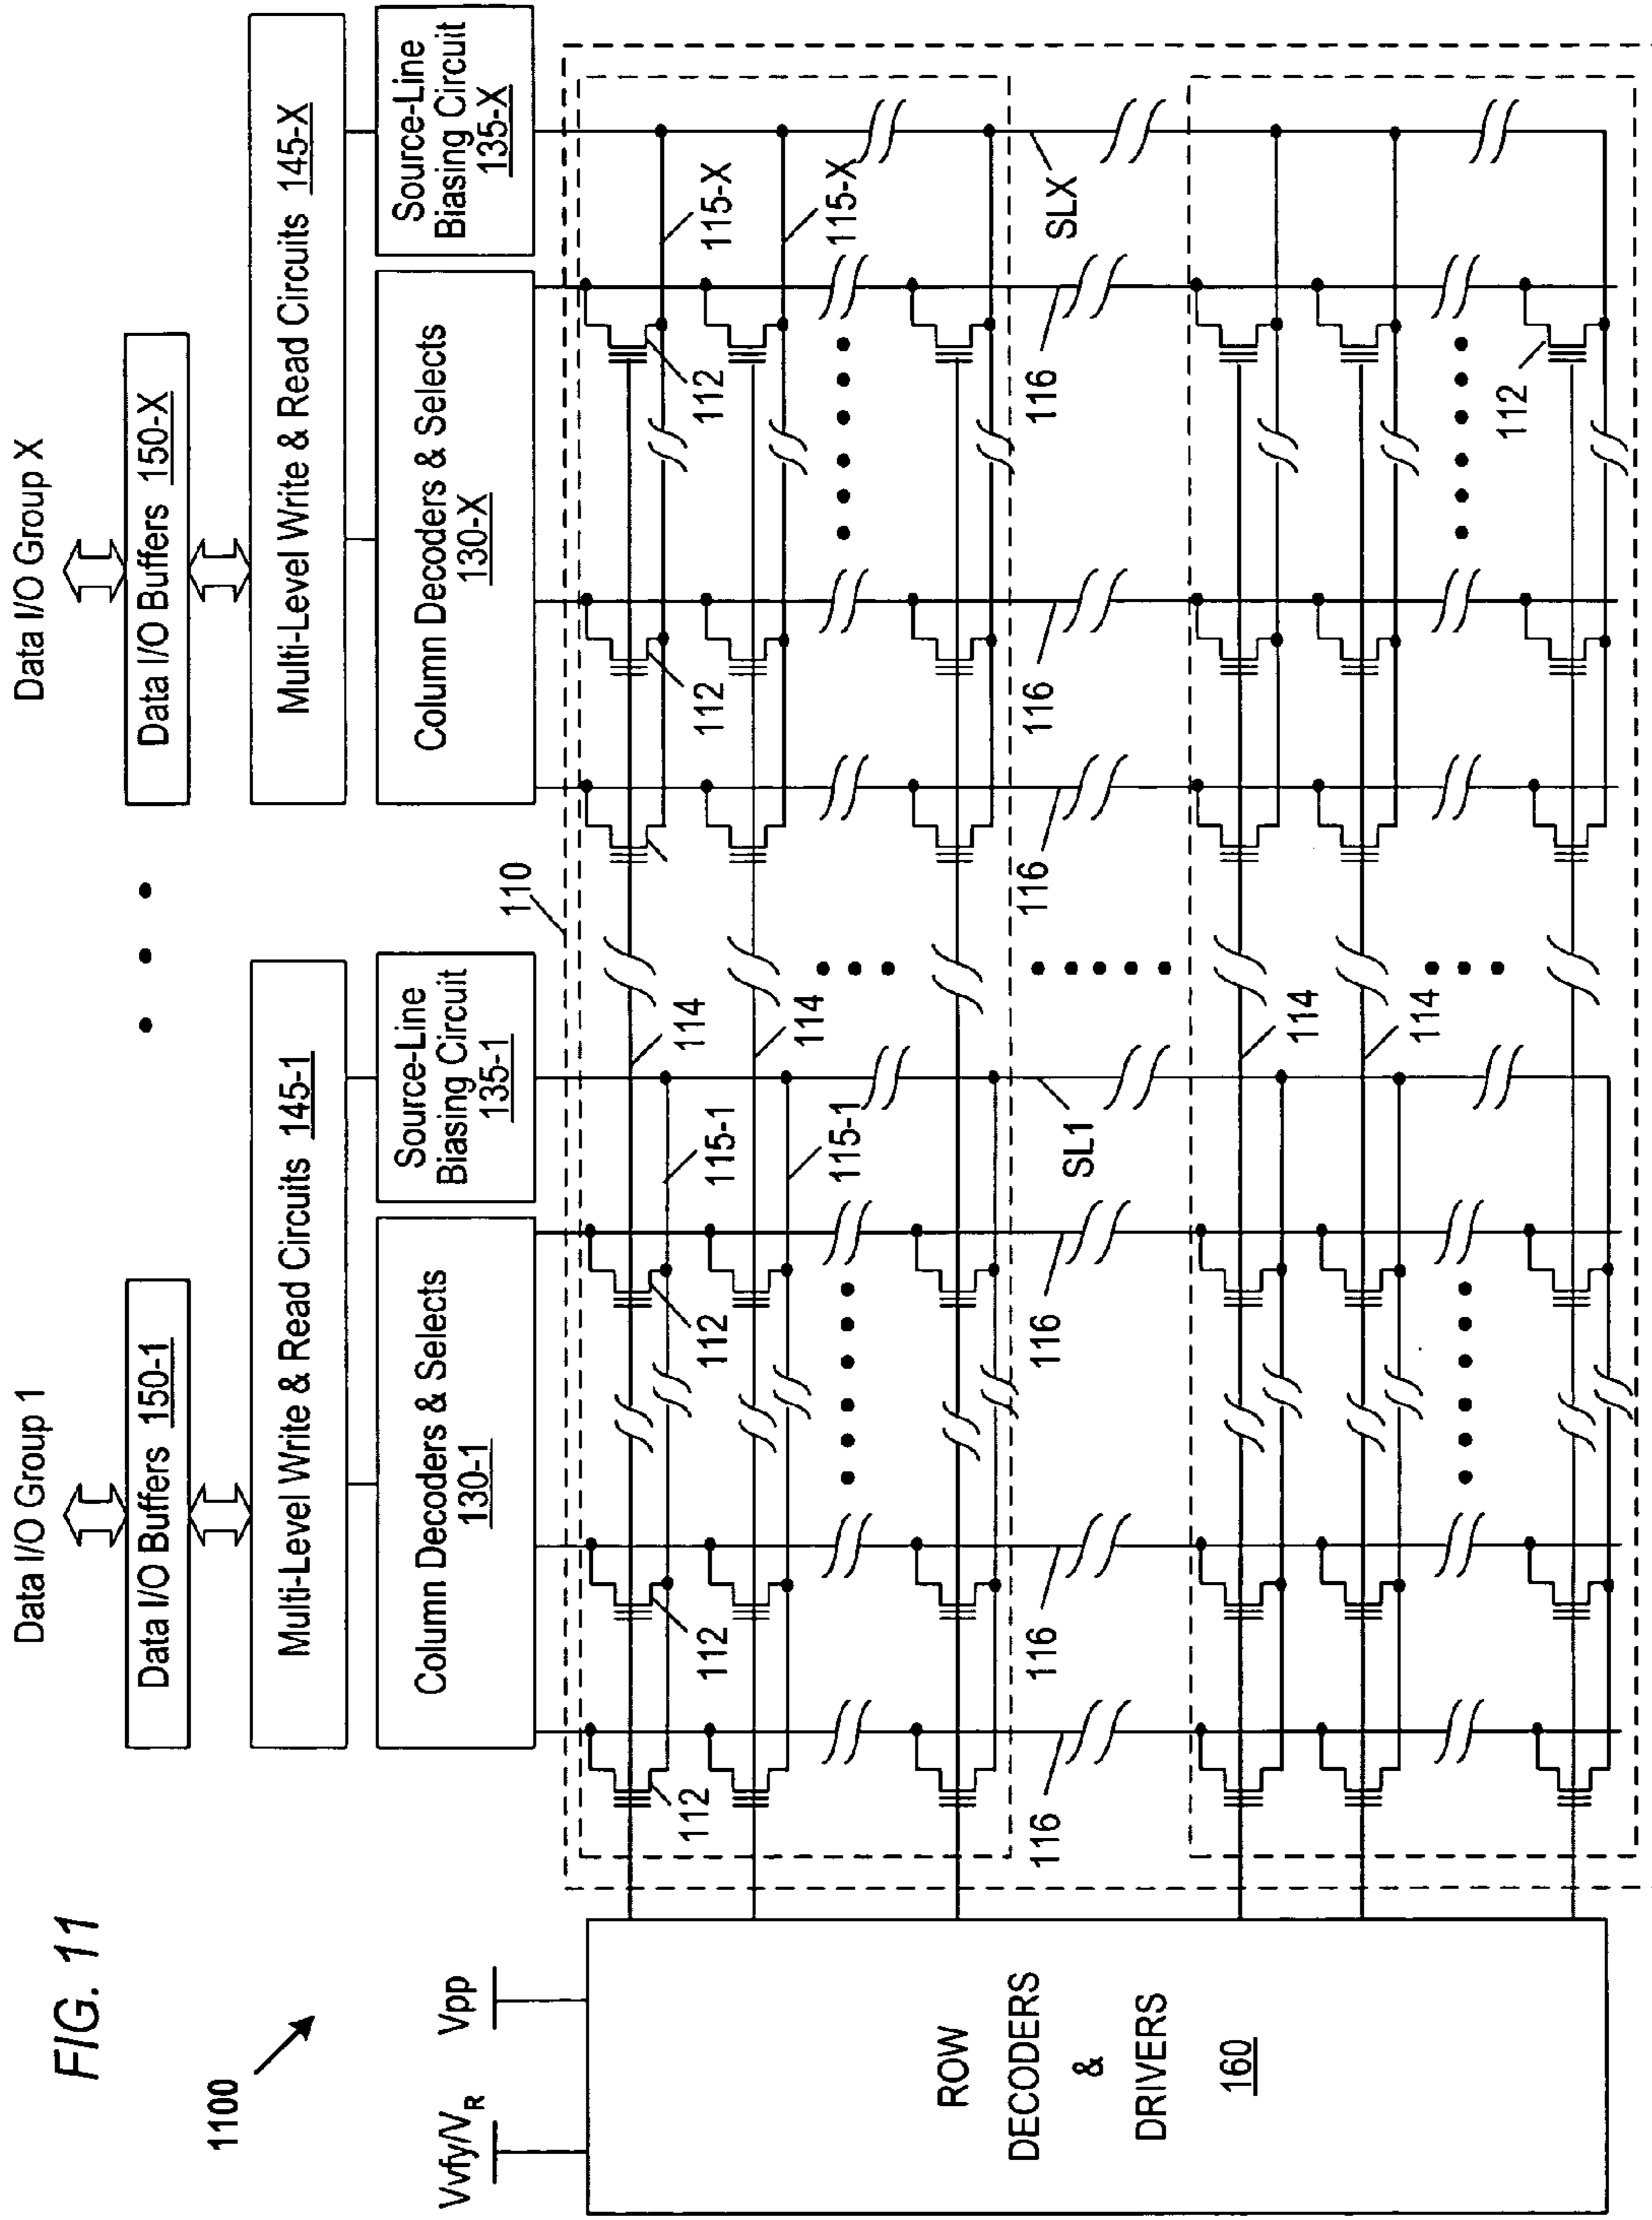 FIG. 11
1100
Data I/O Group 1
Data I/O Group X
Data I/O Buffers 150-1
Data I/O Buffers 150-X
Multi-Level Write & Read Circuits 145-1
Multi-Level Write & Read Circuits 145-X
Column Decoders & Selects
130-1
Source-Line
Biasing Circuit
135-1
Column Decoders & Selects
130-X
Source-Line
Biasing Circuit
135-X
Vvfy/VR
Vpp
110
ROW
DECODERS
&
DRIVERS
160
112
112
112
114
115-1
112
112
115-X
114
115-1
115-X
116
116
116
SL1
116
116
116
SLX
114
114
112